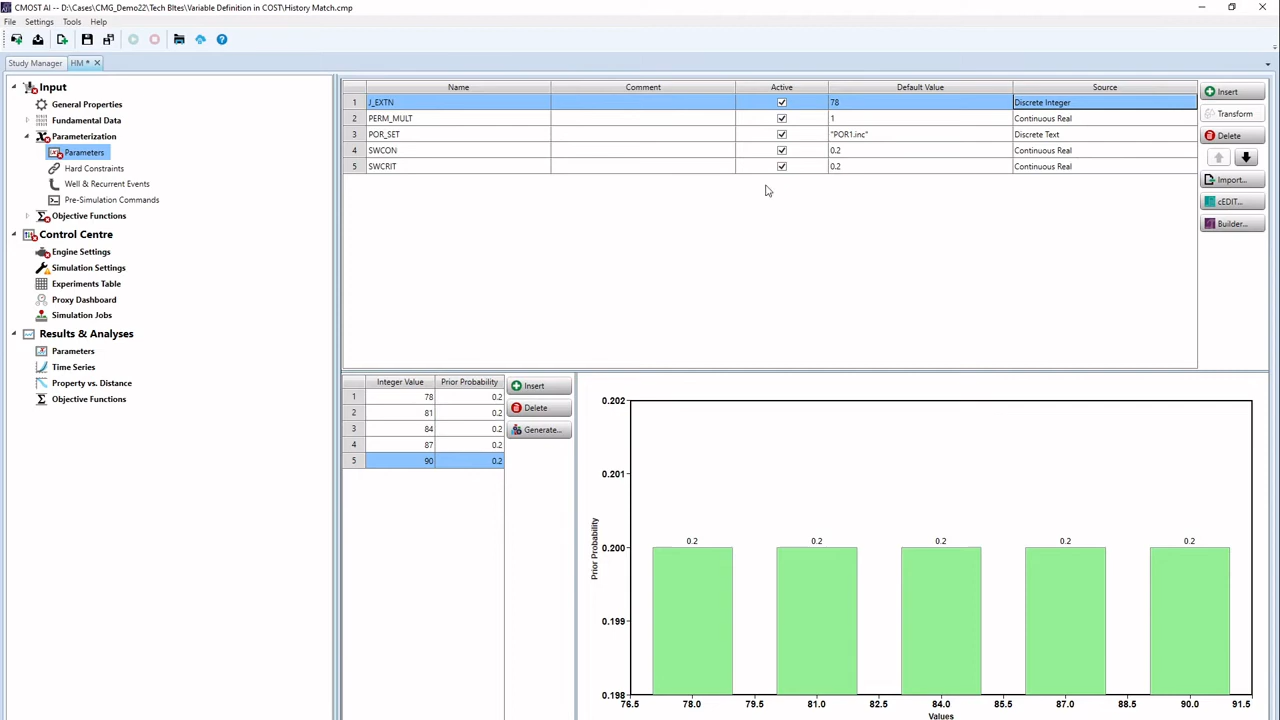 CMOST AI -- D:\Cases\CMG_Demo22\Tech BItes\Variable Definition in COST\History Match.cmp
File Settings Tools Help
Study Manager HM *
Input
General Properties
Fundamental Data
Parameterization
Parameters
Hard Constraints
Well & Recurrent Events
Pre-Simulation Commands
Objective Functions
Control Centre
Engine Settings
Simulation Settings
Experiments Table
Proxy Dashboard
Simulation Jobs
Results & Analyses
Parameters
Time Series
Property vs. Distance
Objective Functions
Name Comment Active Default Value Source
1 J_EXTN 78 Discrete Integer
2 PERM_MULT 1 Continuous Real
3 POR_SET "POR1.inc" Discrete Text
4 SWCON 0.2 Continuous Real
5 SWCRIT 0.2 Continuous Real
Insert
Transform
Delete
Import...
cEDIT...
Builder...
Integer Value Prior Probability
1 78 0.2
2 81 0.2
3 84 0.2
4 87 0.2
5 90 0.2
Insert
Delete
Generate...
0.202
0.201
0.200
0.199
0.198
Prior Probability
0.2 0.2 0.2 0.2 0.2
76.5 78.0 79.5 81.0 82.5 84.0 85.5 87.0 88.5 90.0 91.5
Values